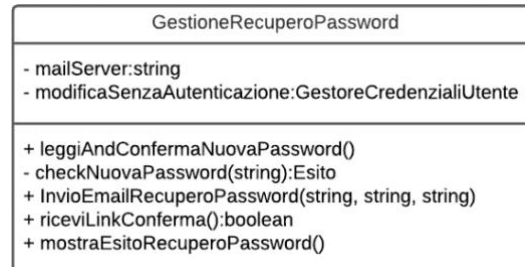 GestioneRecuperoPassword
- mailServer:string
- modificaSenzaAutenticazione:GestoreCredenzialiUtente
+ leggiAndConfermaNuovaPassword()
- checkNuovaPassword(string):Esito
+ InvioEmailRecuperoPassword(string, string, string)
+ riceviLinkConferma():boolean
+ mostraEsitoRecuperoPassword()